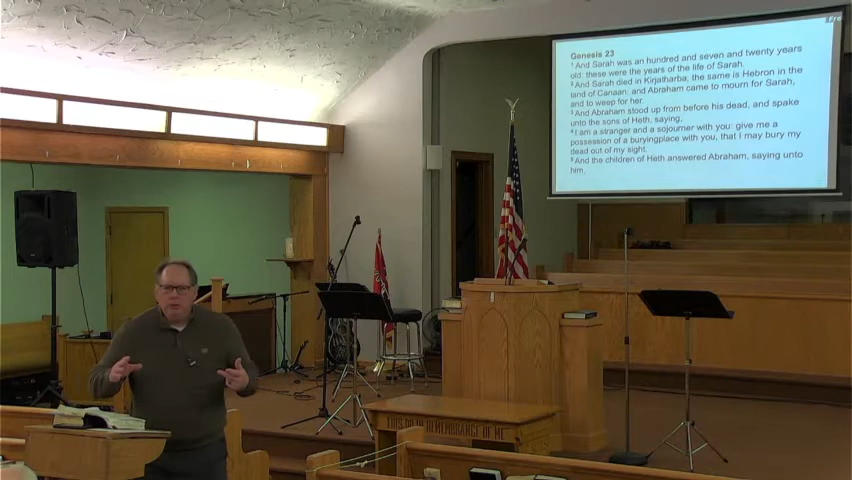 Genesis 23
1 And Sarah was an hundred and seven and twenty years
old: these were the years of the life of Sarah.
2 And Sarah died in Kirjatharba; the same is Hebron in the
land of Canaan: and Abraham came to mourn for Sarah,
and to weep for her.
3 And Abraham stood up from before his dead, and spake
unto the sons of Heth, saying,
4 I am a stranger and a sojourner with you: give me a
possession of a buryingplace with you, that I may bury my
dead out of my sight.
5 And the children of Heth answered Abraham, saying unto
him,
THIS DO IN REMEMBRANCE OF ME